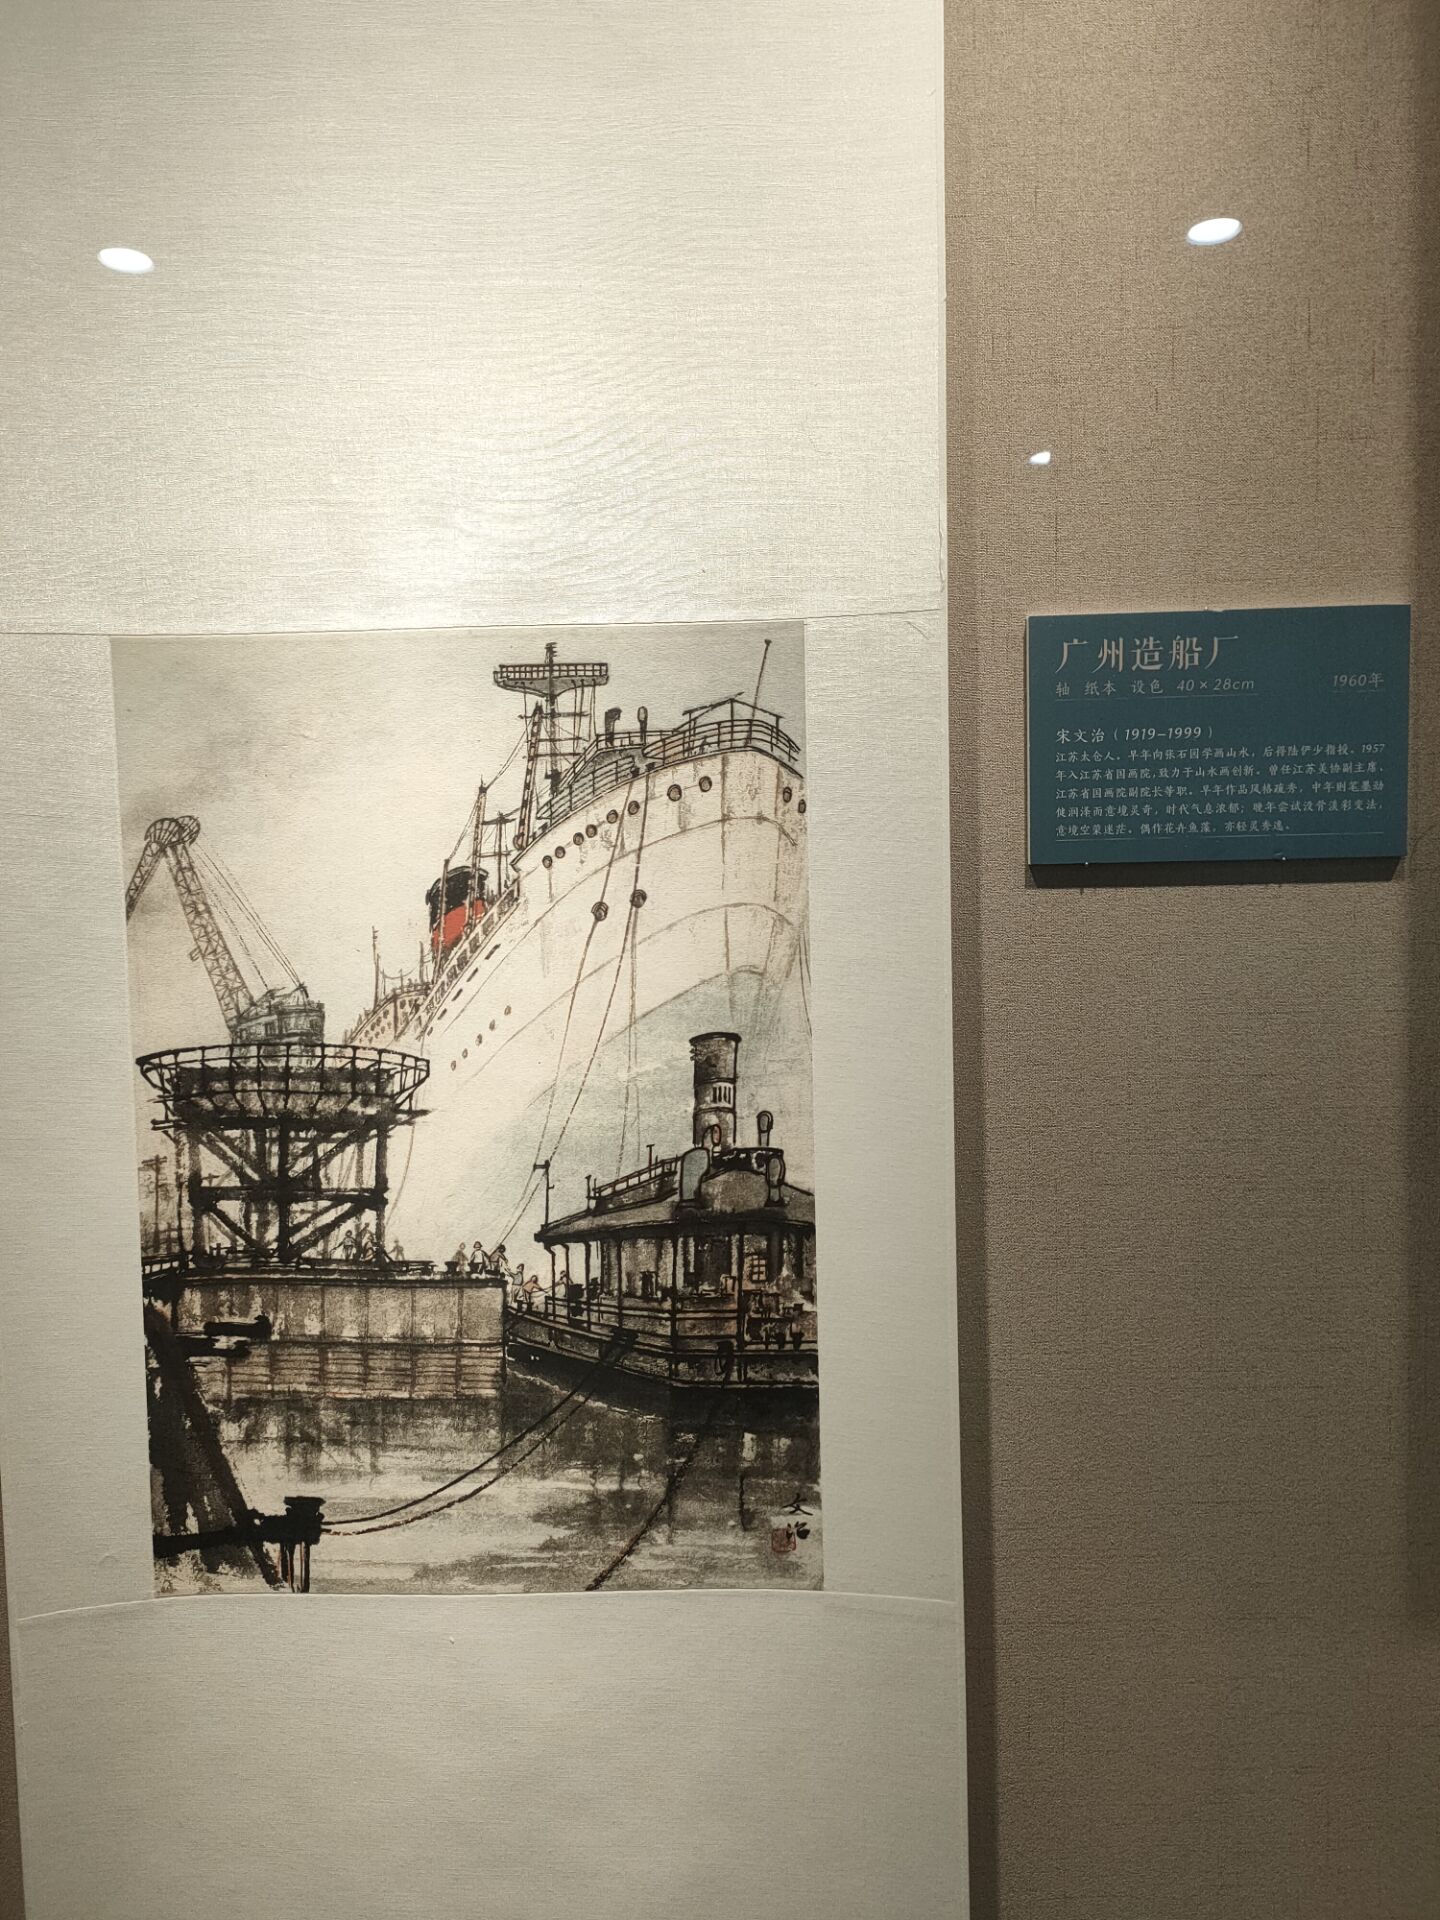 广州造船厂
轴 纸本 设色 40×28cm 1960年
宋文治（1919-1999）
江苏太仓人。早年向张石园学画山水，后得陆俨少指授。1957
年入江苏省国画院，致力于山水画创新。曾任江苏美协副主席、
江苏省国画院副院长等职。早年作品风格疏秀，中年则笔墨劲
健润泽而意境灵奇，时代气息浓郁；晚年尝试没骨泼彩变法，
意境空蒙迷茫。偶作花卉鱼藻，亦轻灵秀逸。
文治